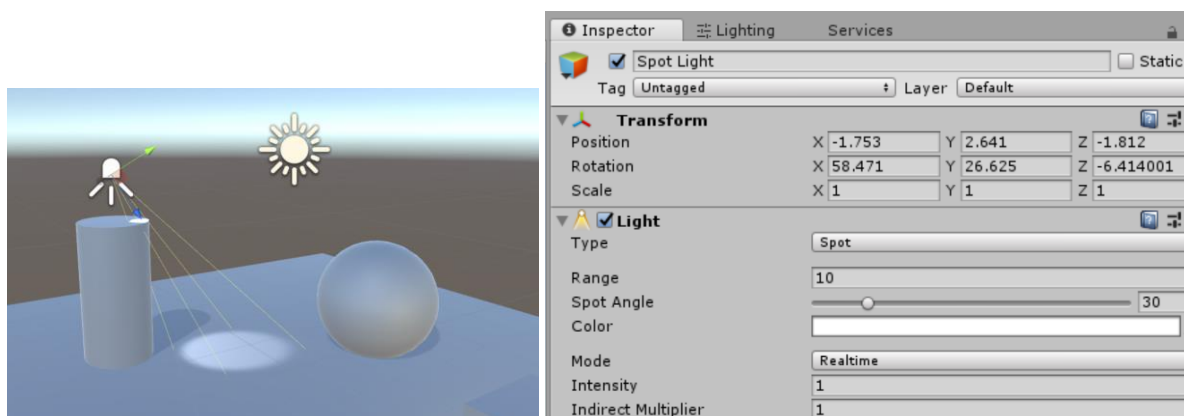 Inspector Lighting Services
Spot Light Static
Tag Untagged Layer Default
Transform
Position X -1.753 Y 2.641 Z -1.812
Rotation X 58.471 Y 26.625 Z -6.414001
Scale X 1 Y 1 Z 1
Light
Type Spot
Range 10
Spot Angle 30
Color
Mode Realtime
Intensity 1
Indirect Multiplier 1